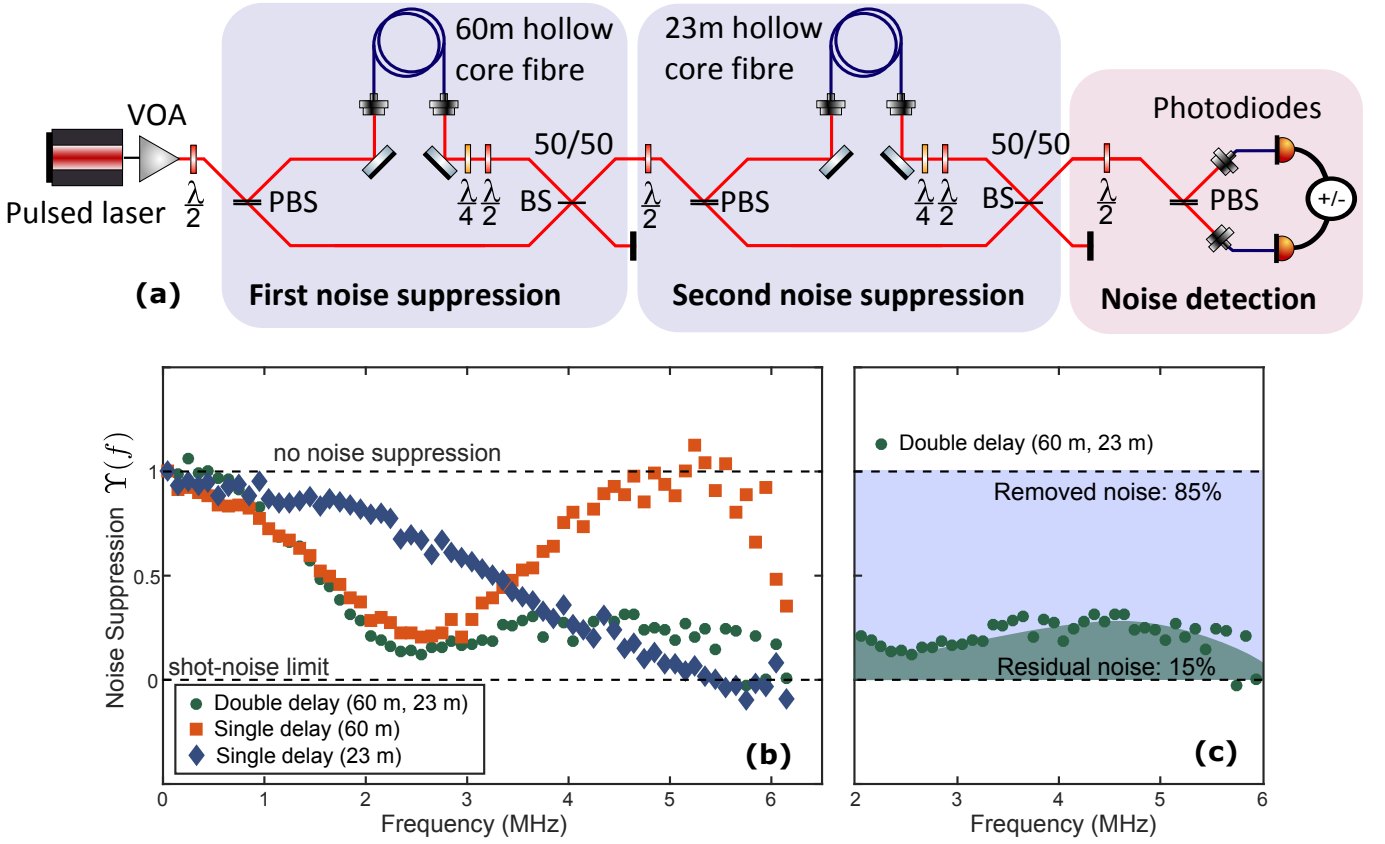 60m hollow
core fibre
23m hollow
core fibre
VOA
50/50
50/50
Photodiodes
λ/2
PBS
λ/4
λ/2
BS
λ/2
PBS
λ/4
λ/2
BS
λ/2
PBS
+/-
Pulsed laser
(a)
First noise suppression
Second noise suppression
Noise detection
Noise Suppression ϒ(f)
1
0.5
0
no noise suppression
shot-noise limit
Double delay (60 m, 23 m)
Single delay (60 m)
Single delay (23 m)
(b)
0 1 2 3 4 5 6
Frequency (MHz)
Double delay (60 m, 23 m)
1
Removed noise: 85%
0.5
Residual noise: 15%
0
(c)
2 3 4 5 6
Frequency (MHz)